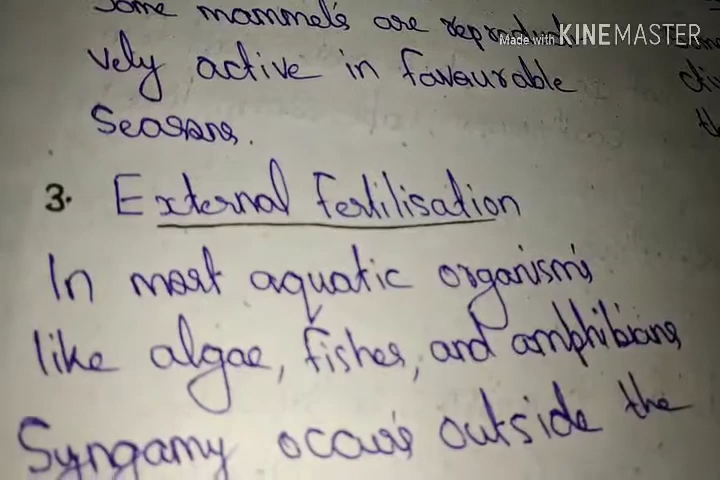 Some mammels are
Made with KINEMASTER
vely active in favourable
Seasons.
3. External Fertilisation
In most aquatic organisms
like algae, fishes, and amphibians
Syngamy occurs outside the